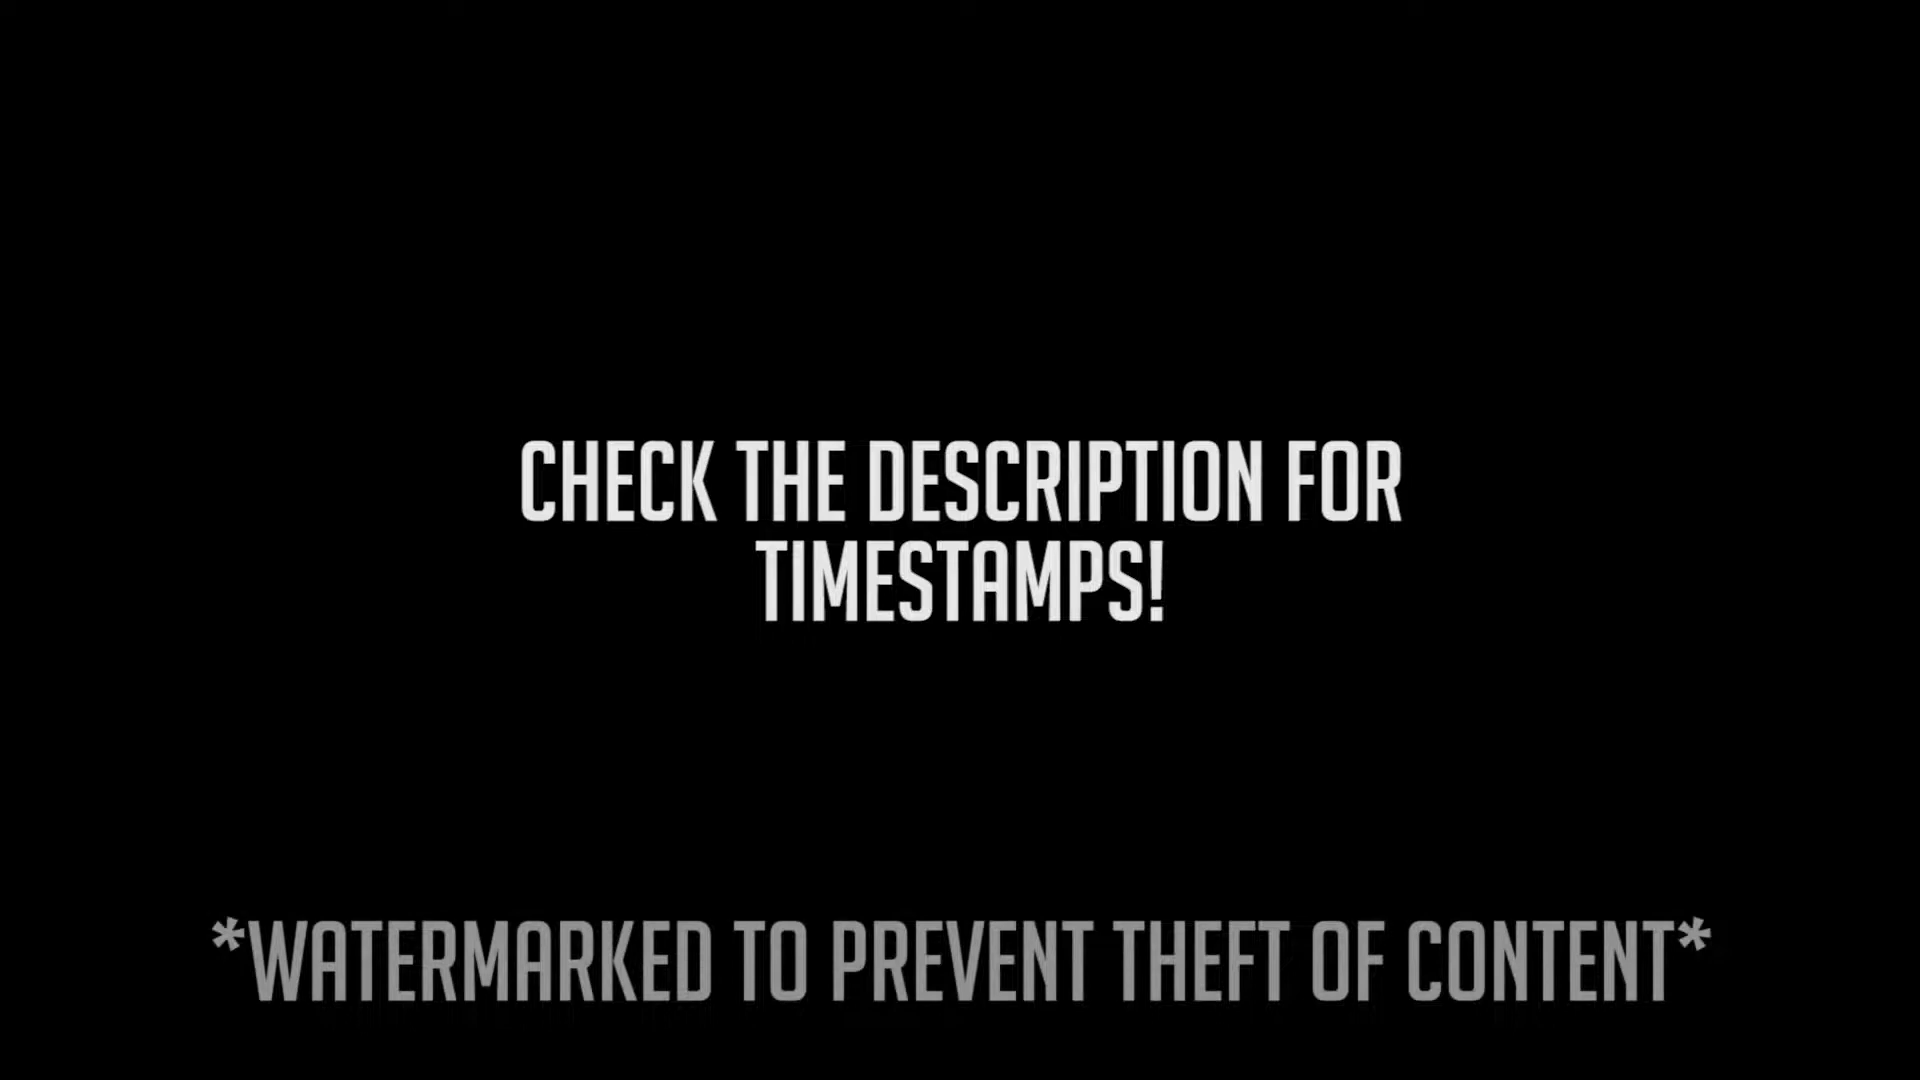 CHECK THE DESCRIPTION FOR
TIMESTAMPS!
*WATERMARKED TO PREVENT THEFT OF CONTENT*